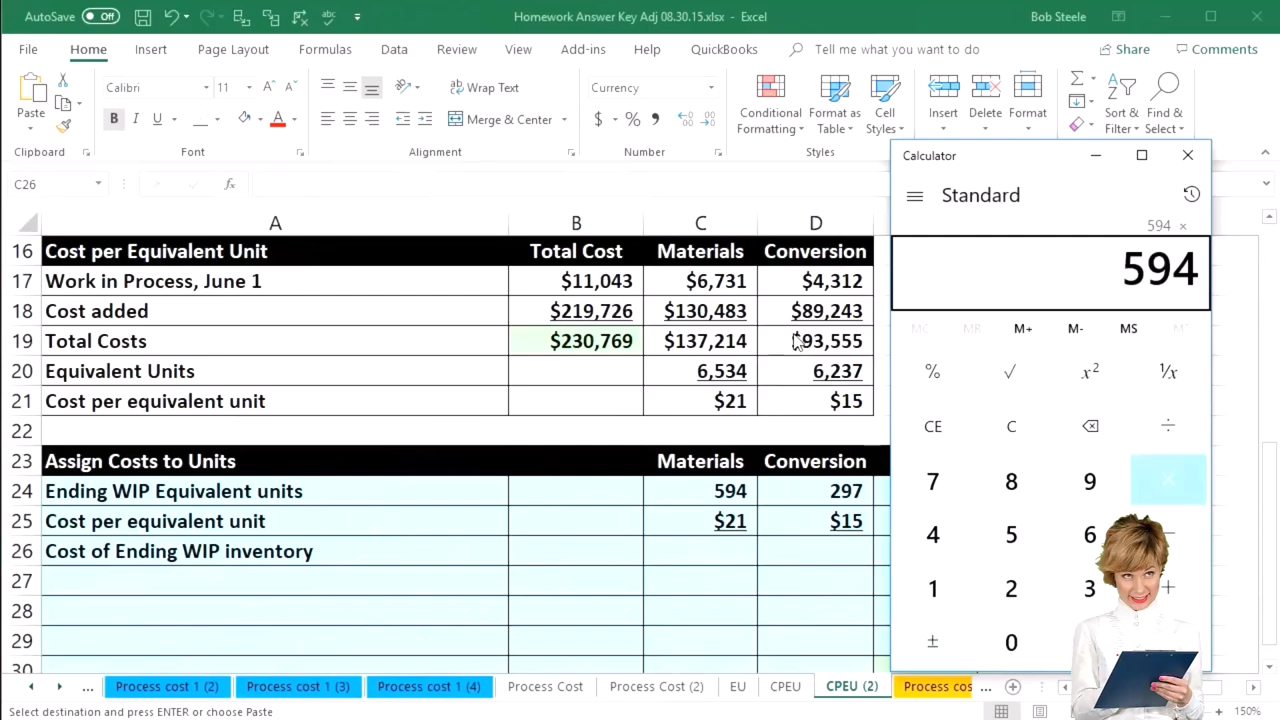 AutoSave Off Homework Answer Key Adj 08.30.15.xlsx - Excel Bob Steele
File Home Insert Page Layout Formulas Data Review View Add-ins Help QuickBooks Tell me what you want to do Share Comments
Calibri 11 Wrap Text Currency
Paste B I U A Merge & Center $ % Conditional Formatting Format as Table Cell Styles Insert Delete Format Sort & Filter Find & Select
Clipboard Font Alignment Number Styles
C26 fx
A B C D
16 Cost per Equivalent Unit Total Cost Materials Conversion
17 Work in Process, June 1 $11,043 $6,731 $4,312
18 Cost added $219,726 $130,483 $89,243
19 Total Costs $230,769 $137,214 93,555
20 Equivalent Units 6,534 6,237
21 Cost per equivalent unit $21 $15
22
23 Assign Costs to Units Materials Conversion
24 Ending WIP Equivalent units 594 297
25 Cost per equivalent unit $21 $15
26 Cost of Ending WIP inventory
27
28
29
30
Calculator
Standard
594 ×
594
MC MR M+ M- MS
% √ x² ¹/x
CE C ÷
7 8 9 ×
4 5 6 −
1 2 3 +
± 0
... Process cost 1 (2) Process cost 1 (3) Process cost 1 (4) Process Cost Process Cost (2) EU CPEU CPEU (2) Process cos ...
Select destination and press ENTER or choose Paste + 150%